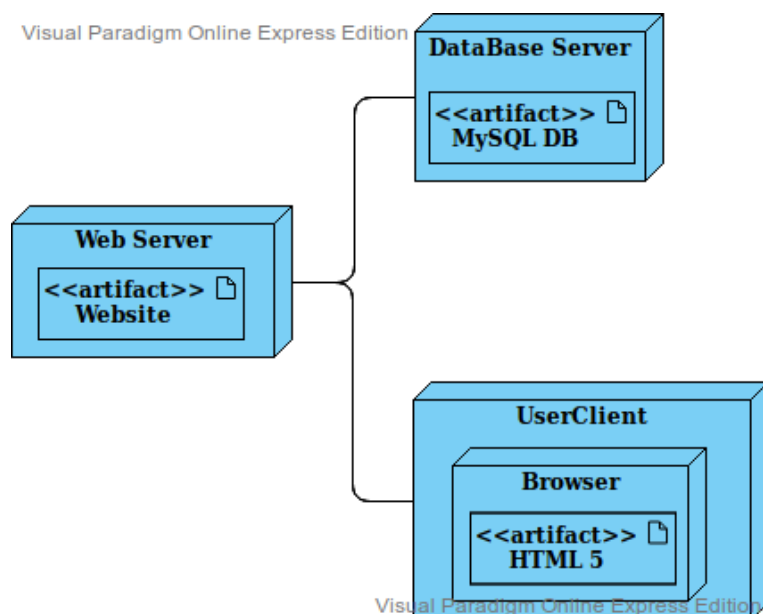 Visual Paradigm Online Express Edition
DataBase Server
<<artifact>>
MySQL DB
Web Server
<<artifact>>
Website
UserClient
Browser
<<artifact>>
HTML 5
Visual Paradigm Online Express Edition